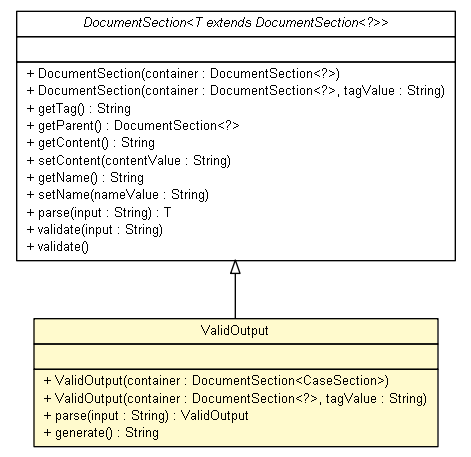 DocumentSection<T extends DocumentSection<?>>
+ DocumentSection(container : DocumentSection<?>)
+ DocumentSection(container : DocumentSection<?>, tagValue : String)
+ getTag() : String
+ getParent() : DocumentSection<?>
+ getContent() : String
+ setContent(contentValue : String)
+ getName() : String
+ setName(nameValue : String)
+ parse(input : String) : T
+ validate(input : String)
+ validate()
ValidOutput
+ ValidOutput(container : DocumentSection<CaseSection>)
+ ValidOutput(container : DocumentSection<?>, tagValue : String)
+ parse(input : String) : ValidOutput
+ generate() : String